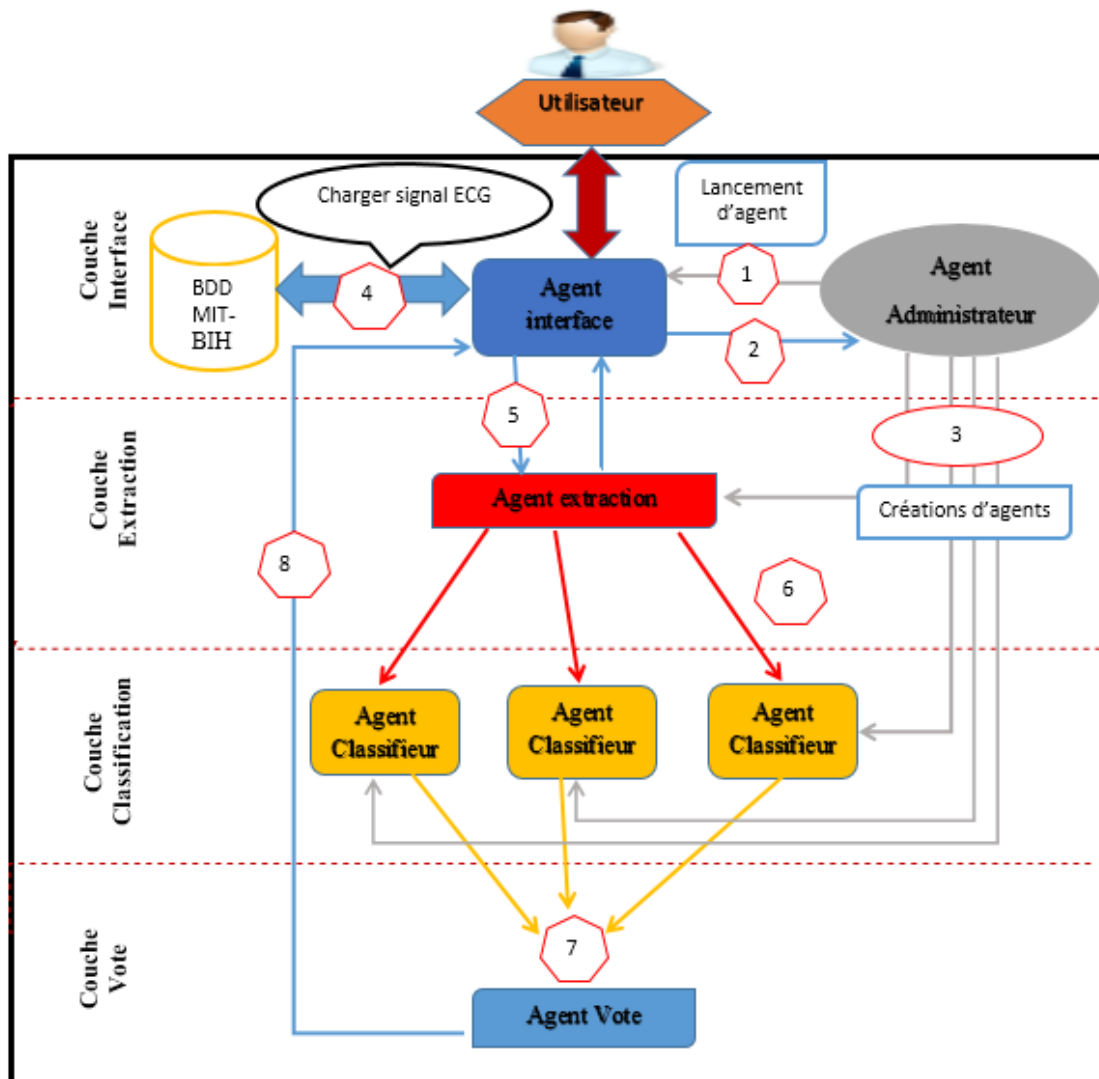 Utilisateur
Couche
Interface
Charger signal ECG
Lancement
d'agent
BDD
MIT-
BIH
4
Agent
interface
1
2
Agent
Administrateur
Couche
Extraction
5
3
Agent extraction
Créations d'agents
8
6
Couche
Classification
Agent
Classifieur
Agent
Classifieur
Agent
Classifieur
Couche
Vote
7
Agent Vote